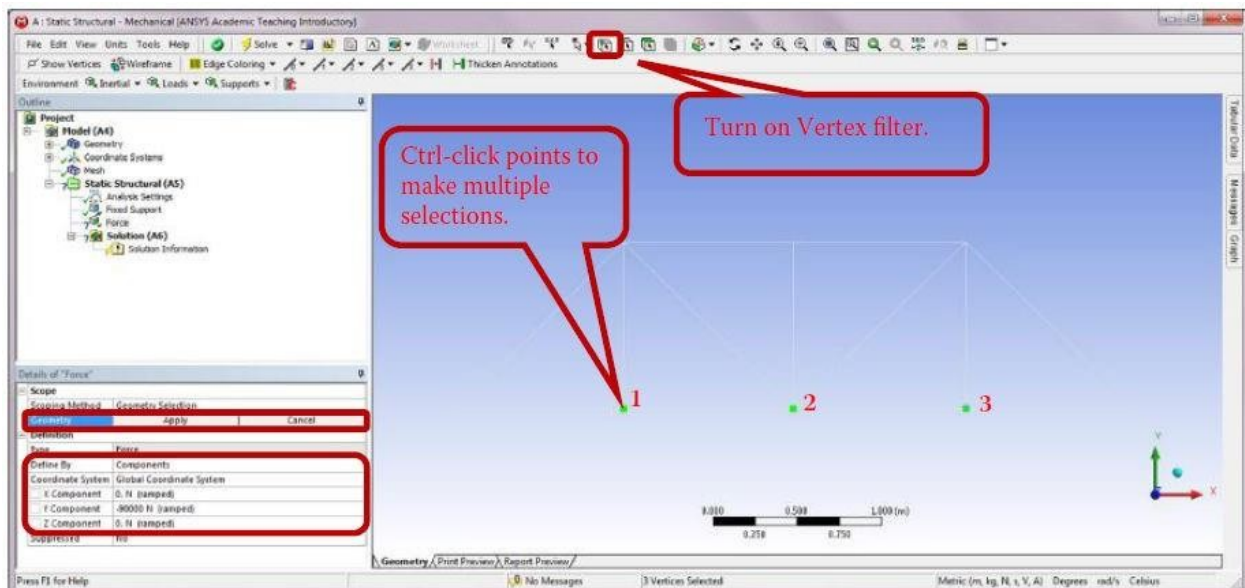 A : Static Structural - Mechanical [ANSYS Academic Teaching Introductory]
File Edit View Units Tools Help Solve Worksheet
Show Vertices Wireframe Edge Coloring Thicken Annotations
Environment Inertial Loads Supports
Outline
Project
Model (A4)
Geometry
Coordinate Systems
Mesh
Static Structural (A5)
Analysis Settings
Fixed Support
Force
Solution (A6)
Solution Information
Turn on Vertex filter.
Ctrl-click points to
make multiple
selections.
1
2
3
Tabular Data
Messages
Graph
Details of "Force"
Scope
Scoping Method Geometry Selection
Geometry Apply Cancel
Definition
Type Force
Define By Components
Coordinate System Global Coordinate System
X Component 0. N (ramped)
Y Component -90000 N (ramped)
Z Component 0. N (ramped)
Suppressed No
Y
X
0.000 0.500 1.000 (m)
0.250 0.750
Geometry Print Preview Report Preview
Press F1 for Help No Messages 3 Vertices Selected Metric (m, kg, N, s, V, A) Degrees rad/s Celsius